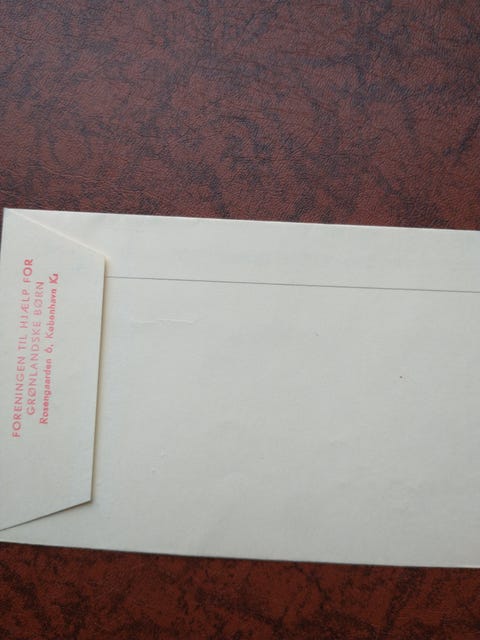 FORENINGEN TIL HJÆLP FOR
GRØNLANDSKE BØRN
Rosengaarden 6, København K.